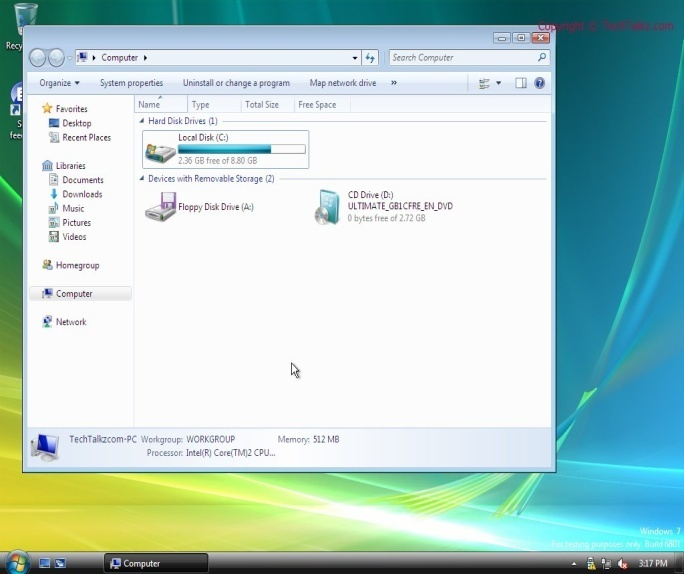 Copyright © TechTalkz.com
Recy
Computer
Search Computer
Organize System properties Uninstall or change a program Map network drive »
Name Type Total Size Free Space
Favorites
Desktop
Recent Places
Libraries
Documents
Downloads
Music
Pictures
Videos
Homegroup
Computer
Network
Hard Disk Drives (1)
Local Disk (C:)
2.36 GB free of 8.80 GB
Devices with Removable Storage (2)
Floppy Disk Drive (A:)
CD Drive (D:)
ULTIMATE_GB1CFRE_EN_DVD
0 bytes free of 2.72 GB
S
fee
TechTalkzcom-PC Workgroup: WORKGROUP Memory: 512 MB
Processor: Intel(R) Core(TM)2 CPU...
Windows 7
For testing purposes only. Build 6801
Computer
3:17 PM